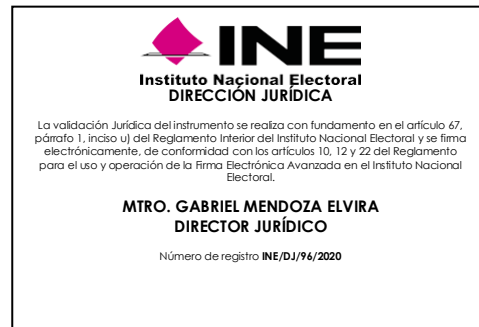 INE
Instituto Nacional Electoral
DIRECCIÓN JURÍDICA
La validación Jurídica del instrumento se realiza con fundamento en el artículo 67,
párrafo 1, inciso u) del Reglamento Interior del Instituto Nacional Electoral y se firma
electrónicamente, de conformidad con los artículos 10, 12 y 22 del Reglamento
para el uso y operación de la Firma Electrónica Avanzada en el Instituto Nacional
Electoral.
MTRO. GABRIEL MENDOZA ELVIRA
DIRECTOR JURÍDICO
Número de registro INE/DJ/96/2020